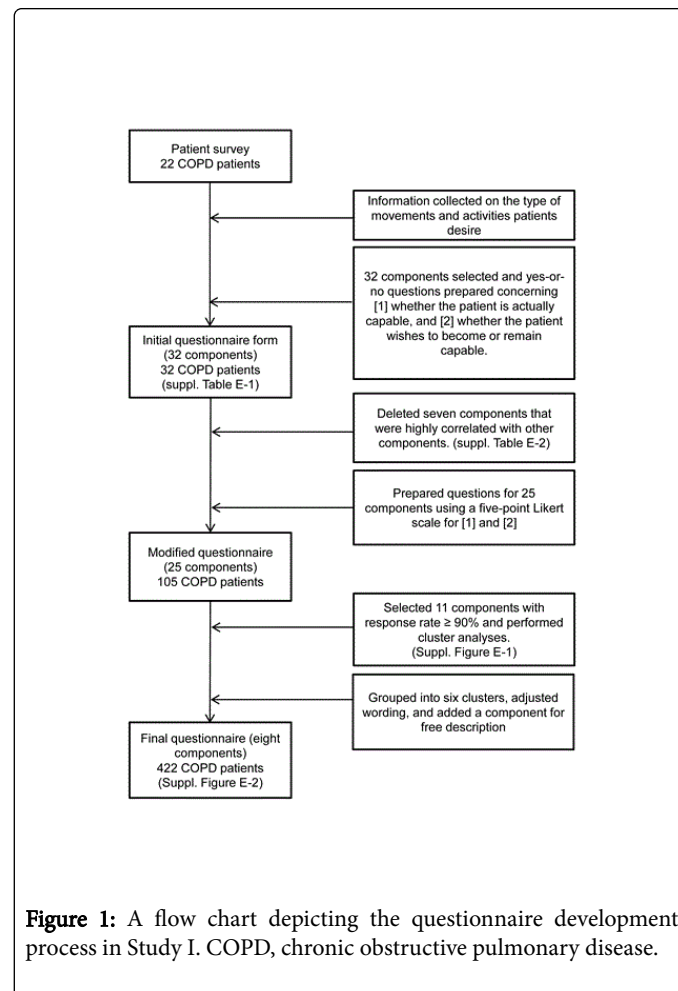 Patient survey
22 COPD patients
Information collected on the type of
movements and activities patients
desire
32 components selected and yes-or-
no questions prepared concerning
[1] whether the patient is actually
capable, and [2] whether the patient
wishes to become or remain
capable.
Initial questionnaire form
(32 components)
32 COPD patients
(suppl. Table E-1)
Deleted seven components that
were highly correlated with other
components. (suppl. Table E-2)
Prepared questions for 25
components using a five-point Likert
scale for [1] and [2]
Modified questionnaire
(25 components)
105 COPD patients
Selected 11 components with
response rate ≥ 90% and performed
cluster analyses.
(Suppl. Figure E-1)
Grouped into six clusters, adjusted
wording, and added a component for
free description
Final questionnaire (eight
components)
422 COPD patients
(Suppl. Figure E-2)
Figure 1: A flow chart depicting the questionnaire development
process in Study I. COPD, chronic obstructive pulmonary disease.